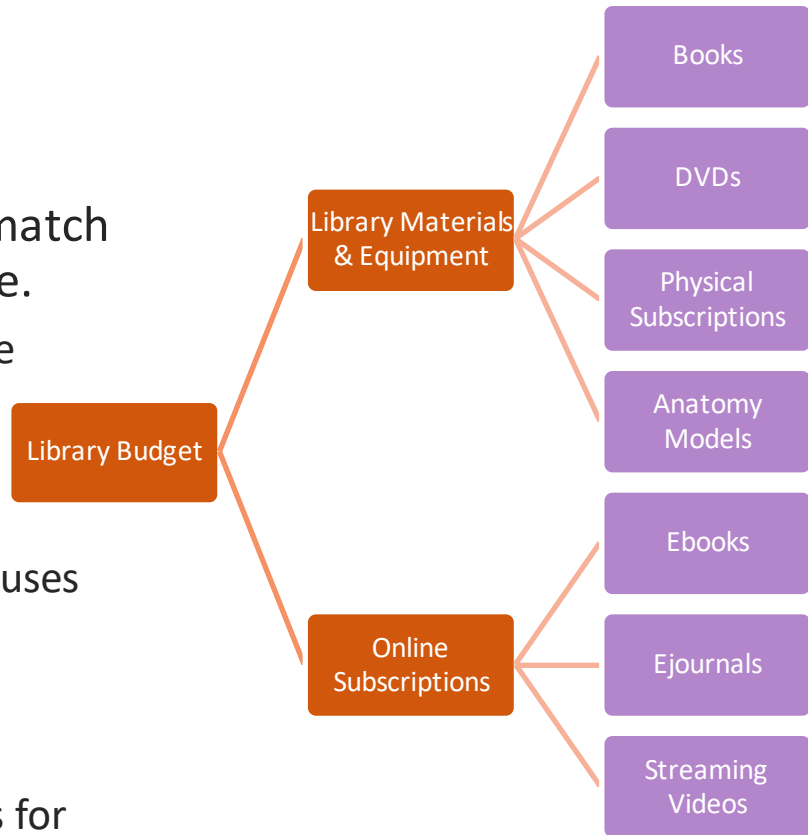 match
e.
e
uses
s for
Library Budget
Library Materials
& Equipment
Books
DVDs
Physical
Subscriptions
Anatomy
Models
Online
Subscriptions
Ebooks
Ejournals
Streaming
Videos